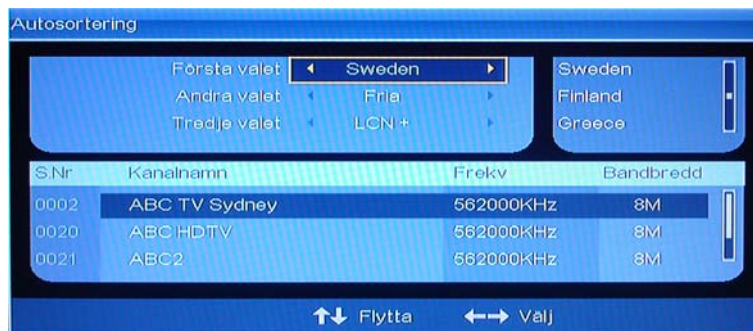 Autosortering
Första valet Sweden
Andra valet Fria
Tredje valet LCN +
Sweden
Finland
Greece
S.Nr Kanalnamn Frekv Bandbredd
0002 ABC TV Sydney 562000KHz 8M
0020 ABC HDTV 562000KHz 8M
0021 ABC2 562000KHz 8M
Flytta Välj